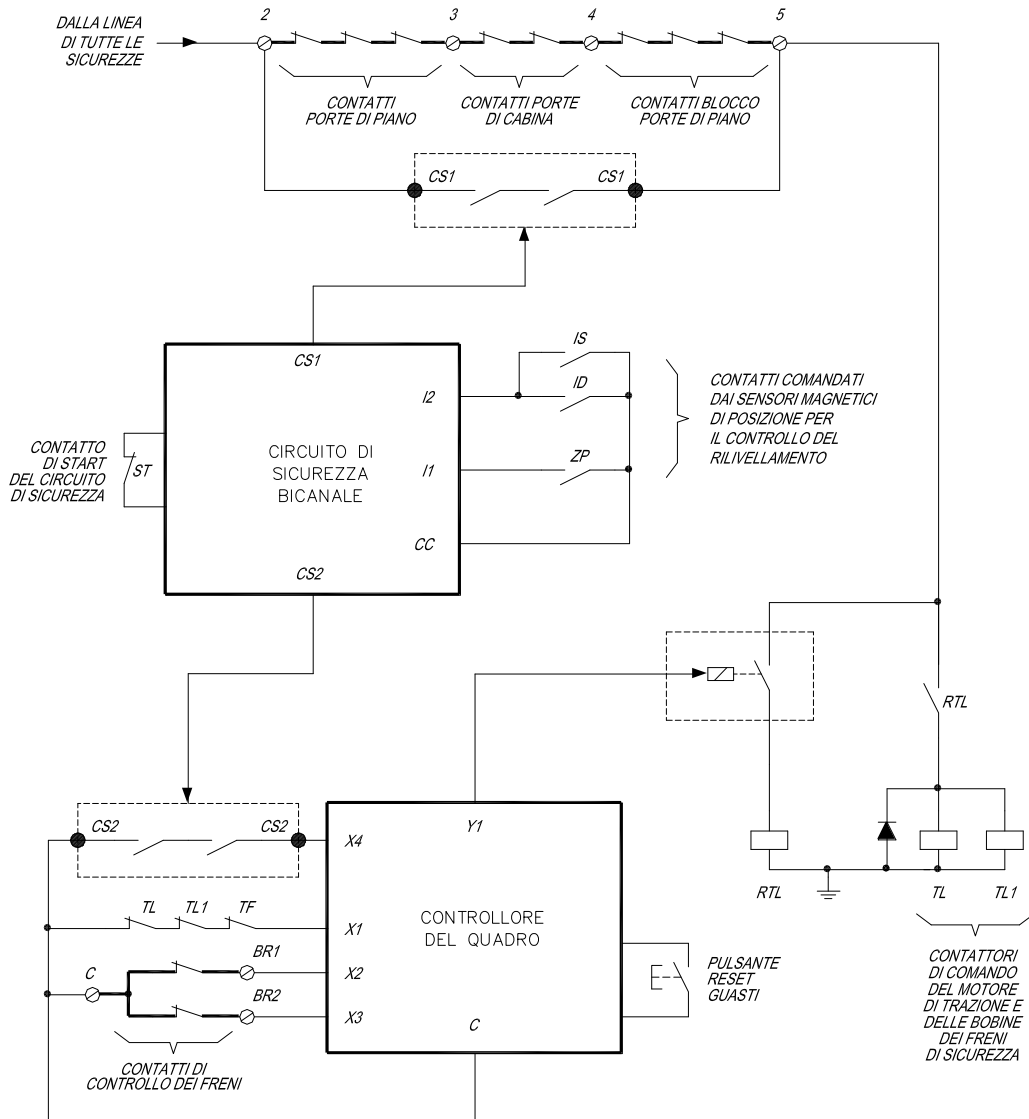 DALLA LINEA
DI TUTTE LE
SICUREZZE
2
3
4
5
CONTATTI
PORTE DI PIANO
CONTATTI PORTE
DI CABINA
CONTATTI BLOCCO
PORTE DI PIANO
CS1
CS1
CS1
I2
I1
CC
CIRCUITO DI
SICUREZZA
BICANALE
CS2
CONTATTO
DI START
DEL CIRCUITO
DI SICUREZZA
ST
IS
ID
ZP
CONTATTI COMANDATI
DAI SENSORI MAGNETICI
DI POSIZIONE PER
IL CONTROLLO DEL
RILIVELLAMENTO
RTL
CS2
CS2
X4
Y1
TL
TL1
TF
X1
CONTROLLORE
DEL QUADRO
C
BR1
X2
BR2
X3
C
CONTATTI DI
CONTROLLO DEI FRENI
PULSANTE
RESET
GUASTI
RTL
TL
TL1
CONTATTORI
DI COMANDO
DEL MOTORE
DI TRAZIONE E
DELLE BOBINE
DEI FRENI
DI SICUREZZA